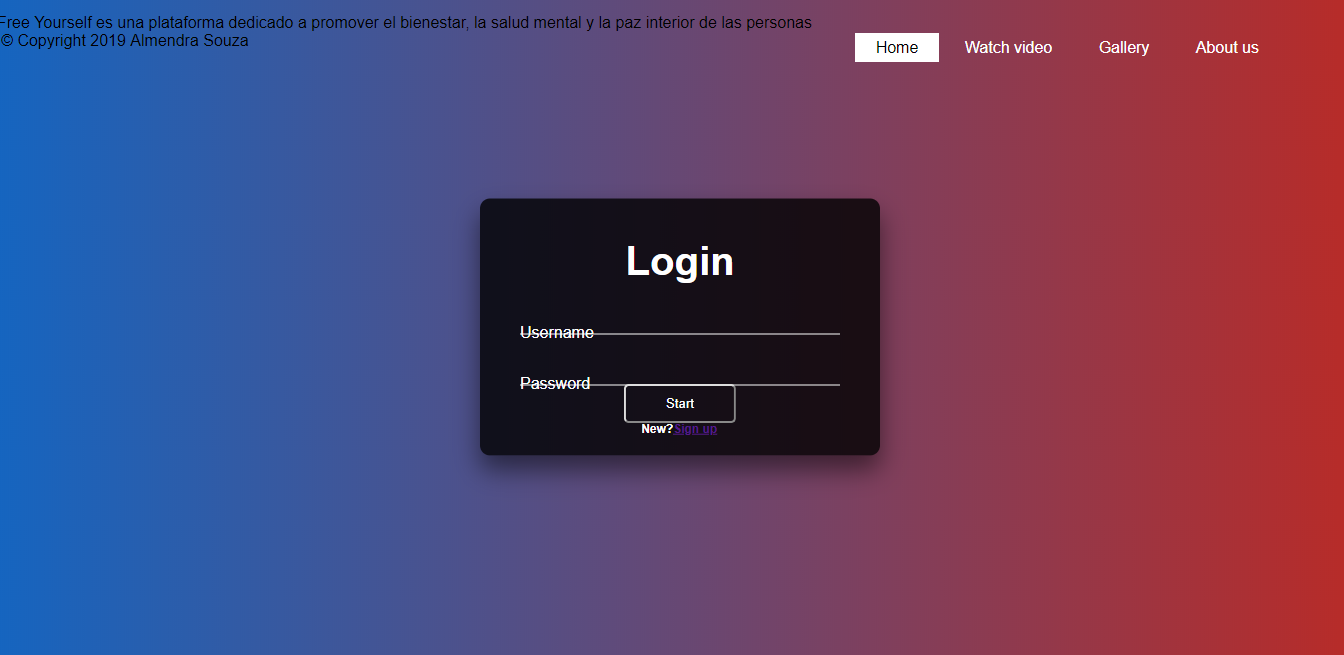 Free Yourself es una plataforma dedicado a promover el bienestar, la salud mental y la paz interior de las personas
© Copyright 2019 Almendra Souza
Home Watch video Gallery About us
Login
Username
Password
Start
New?Sign up